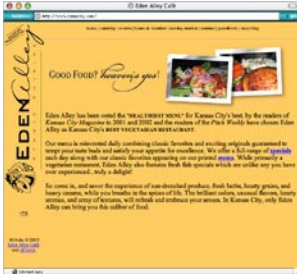 Eden Alley Café
EDEN alley
GOOD FOOD? heaven's yes!
Eden Alley has been voted the "HEALTHIEST MENU" for Kansas City's best, by the readers of
Kansas City Magazine in 2001 and 2002 and the readers of the Pitch Weekly have chosen Eden
Alley as Kansas City's BEST VEGETARIAN RESTAURANT.
Our menu is reinvented daily combining classic favorites and exciting originals guaranteed to
tempt your taste buds and satisfy your appetite for excellence. We offer a full-range of specials
each day along with our classic favorites appearing on our printed menu. While primarily a
vegetarian restaurant, Eden Alley also features fresh fish specials which are unlike any you have
ever experienced...truly a delight!
So come in, and savor the experience of sun-drenched produce, fresh herbs, hearty grains, and
heavy creams, while you breathe in the spices of life. The brilliant colors, unusual flavors, hearty
aromas, and array of textures, will refresh and embrace your senses. In Kansas City, only Eden
Alley can bring you this caliber of food.